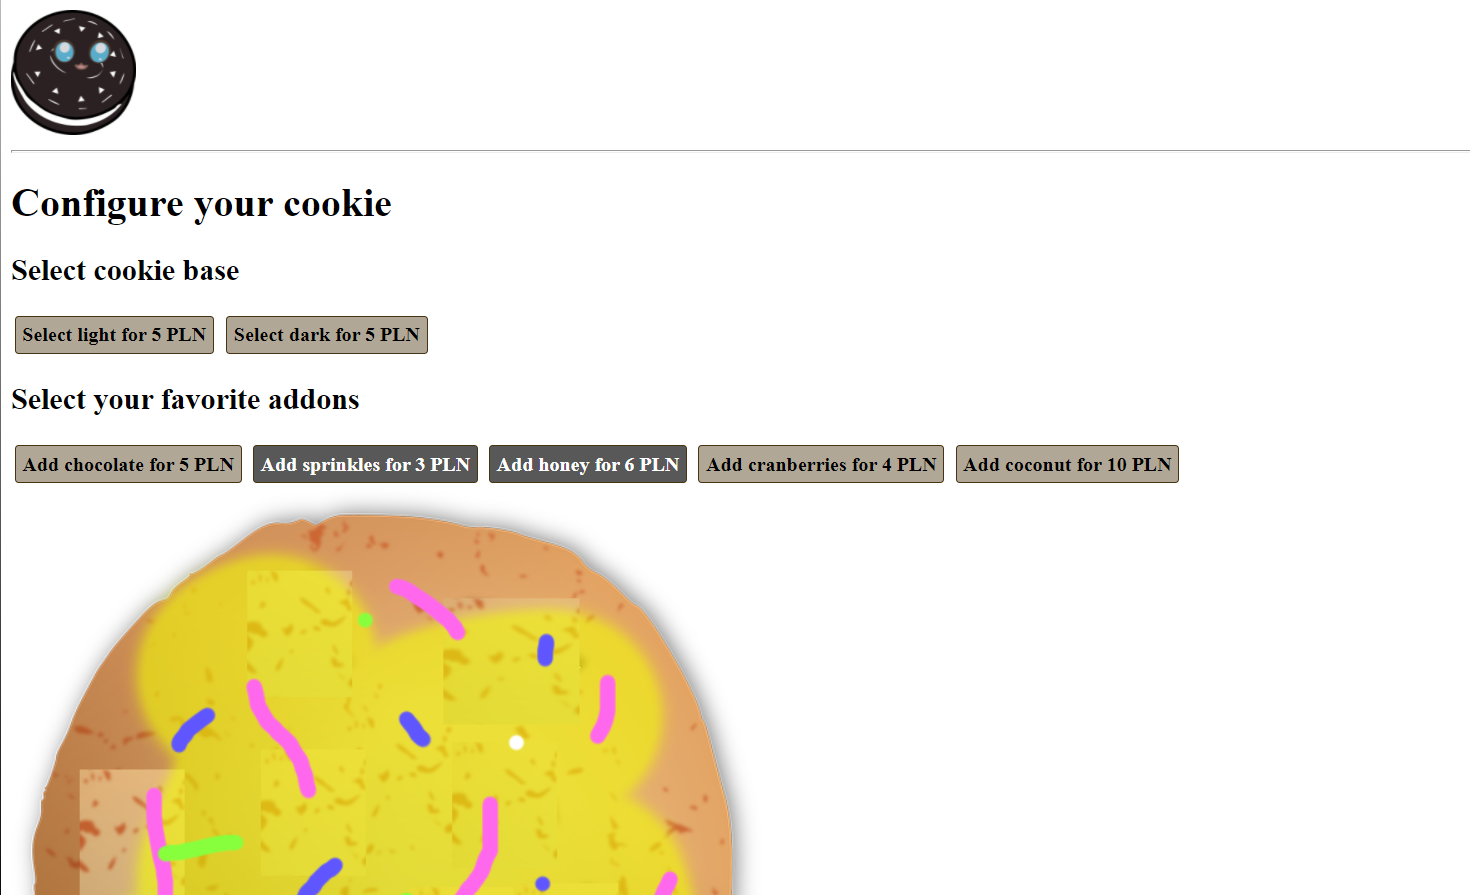 Configure your cookie
Select cookie base
Select light for 5 PLN Select dark for 5 PLN
Select your favorite addons
Add chocolate for 5 PLN Add sprinkles for 3 PLN Add honey for 6 PLN Add cranberries for 4 PLN Add coconut for 10 PLN